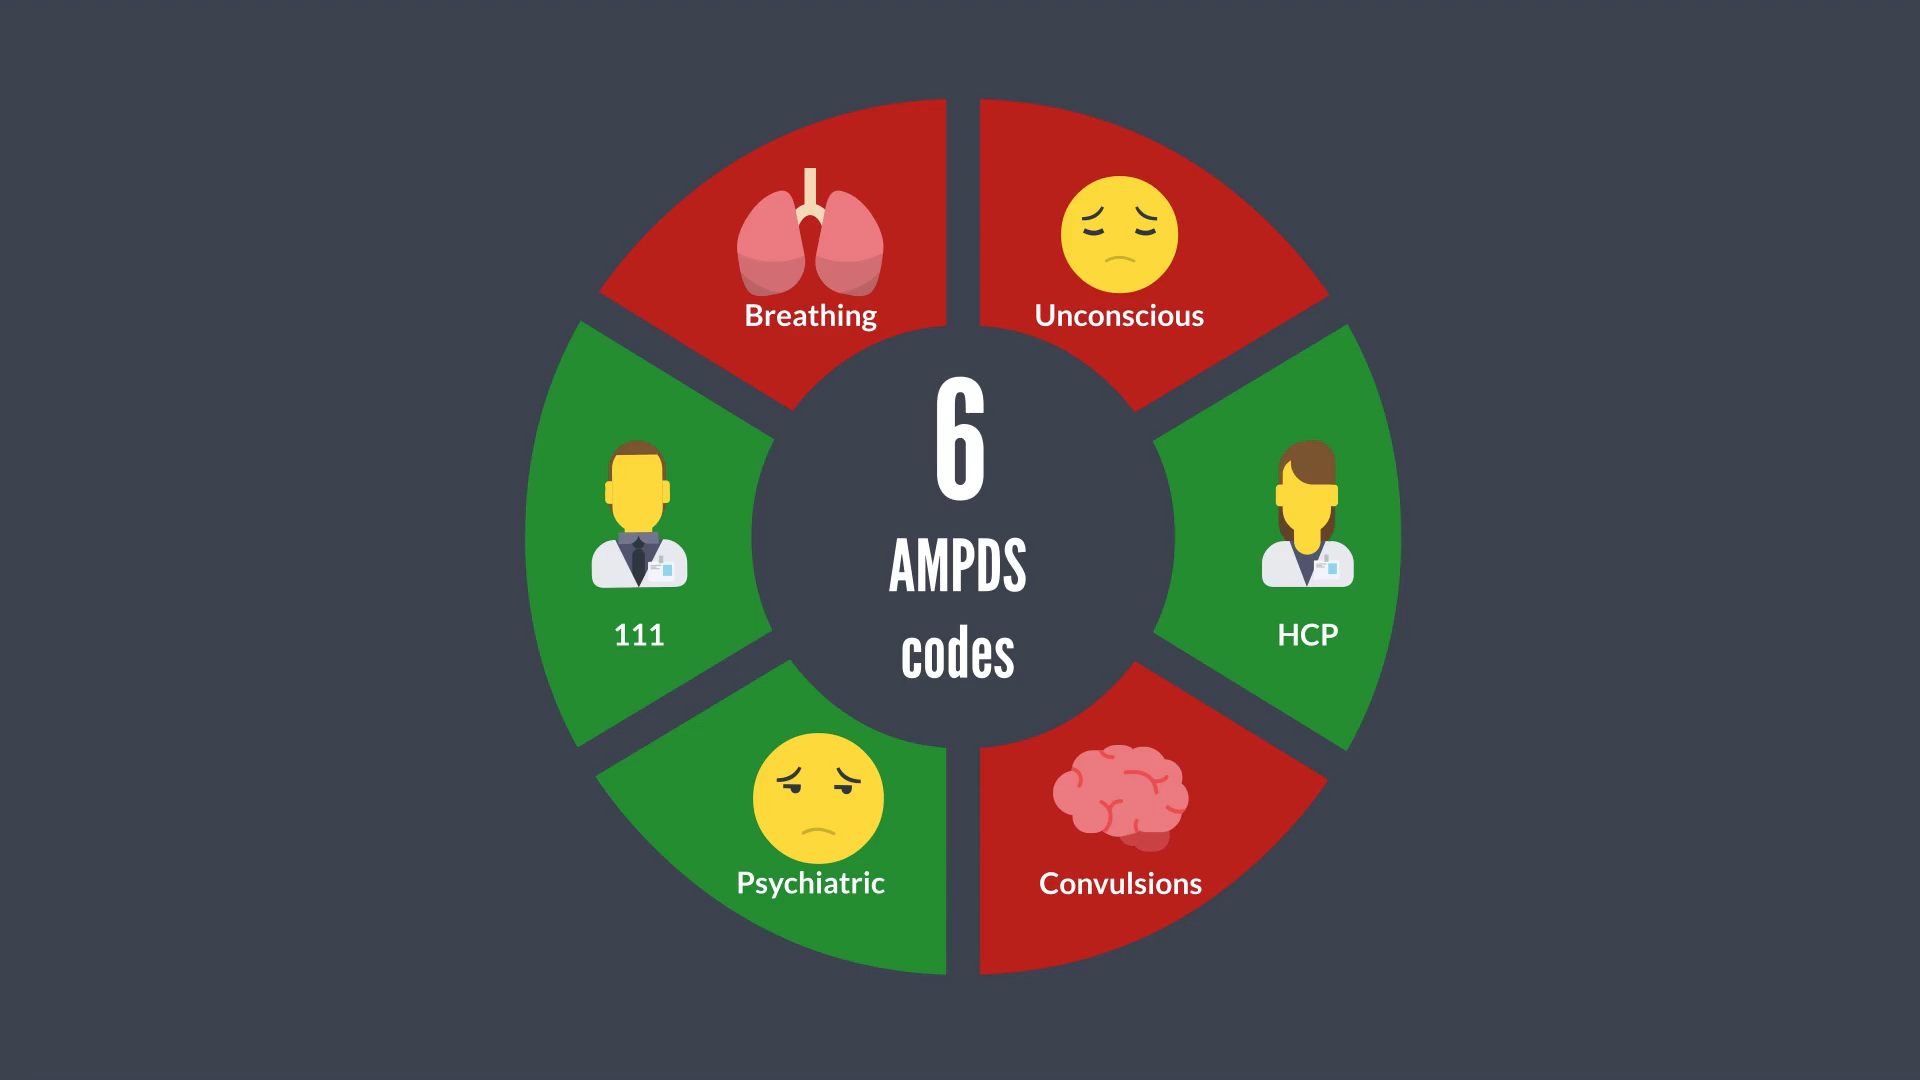 Breathing
Unconscious
6
AMPDS
codes
111
HCP
Psychiatric
Convulsions